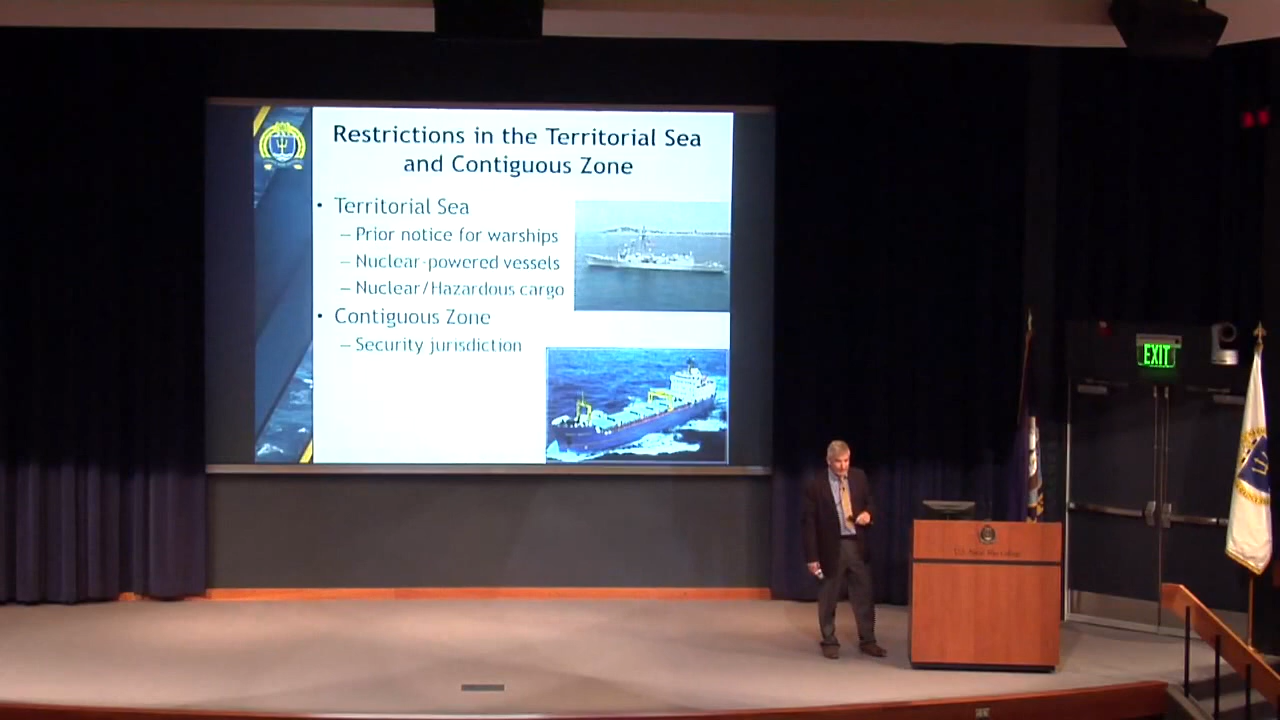 Restrictions in the Territorial Sea
and Contiguous Zone
• Territorial Sea
– Prior notice for warships
– Nuclear-powered vessels
– Nuclear/Hazardous cargo
• Contiguous Zone
– Security jurisdiction
EXIT